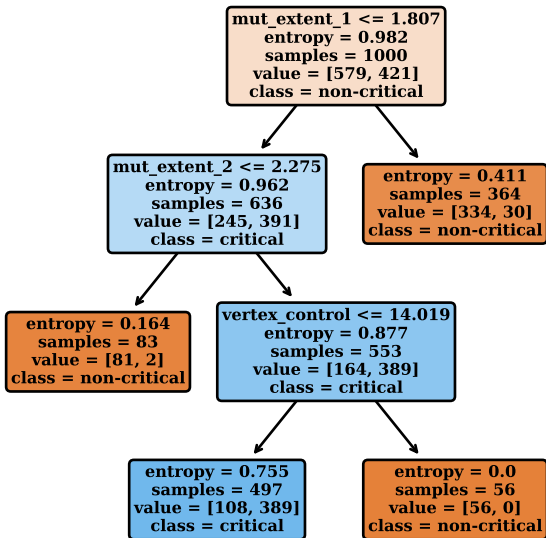 mut_extent_1 <= 1.807
entropy = 0.982
samples = 1000
value = [579, 421]
class = non-critical
mut_extent_2 <= 2.275
entropy = 0.962
samples = 636
value = [245, 391]
class = critical
entropy = 0.411
samples = 364
value = [334, 30]
class = non-critical
entropy = 0.164
samples = 83
value = [81, 2]
class = non-critical
vertex_control <= 14.019
entropy = 0.877
samples = 553
value = [164, 389]
class = critical
entropy = 0.755
samples = 497
value = [108, 389]
class = critical
entropy = 0.0
samples = 56
value = [56, 0]
class = non-critical